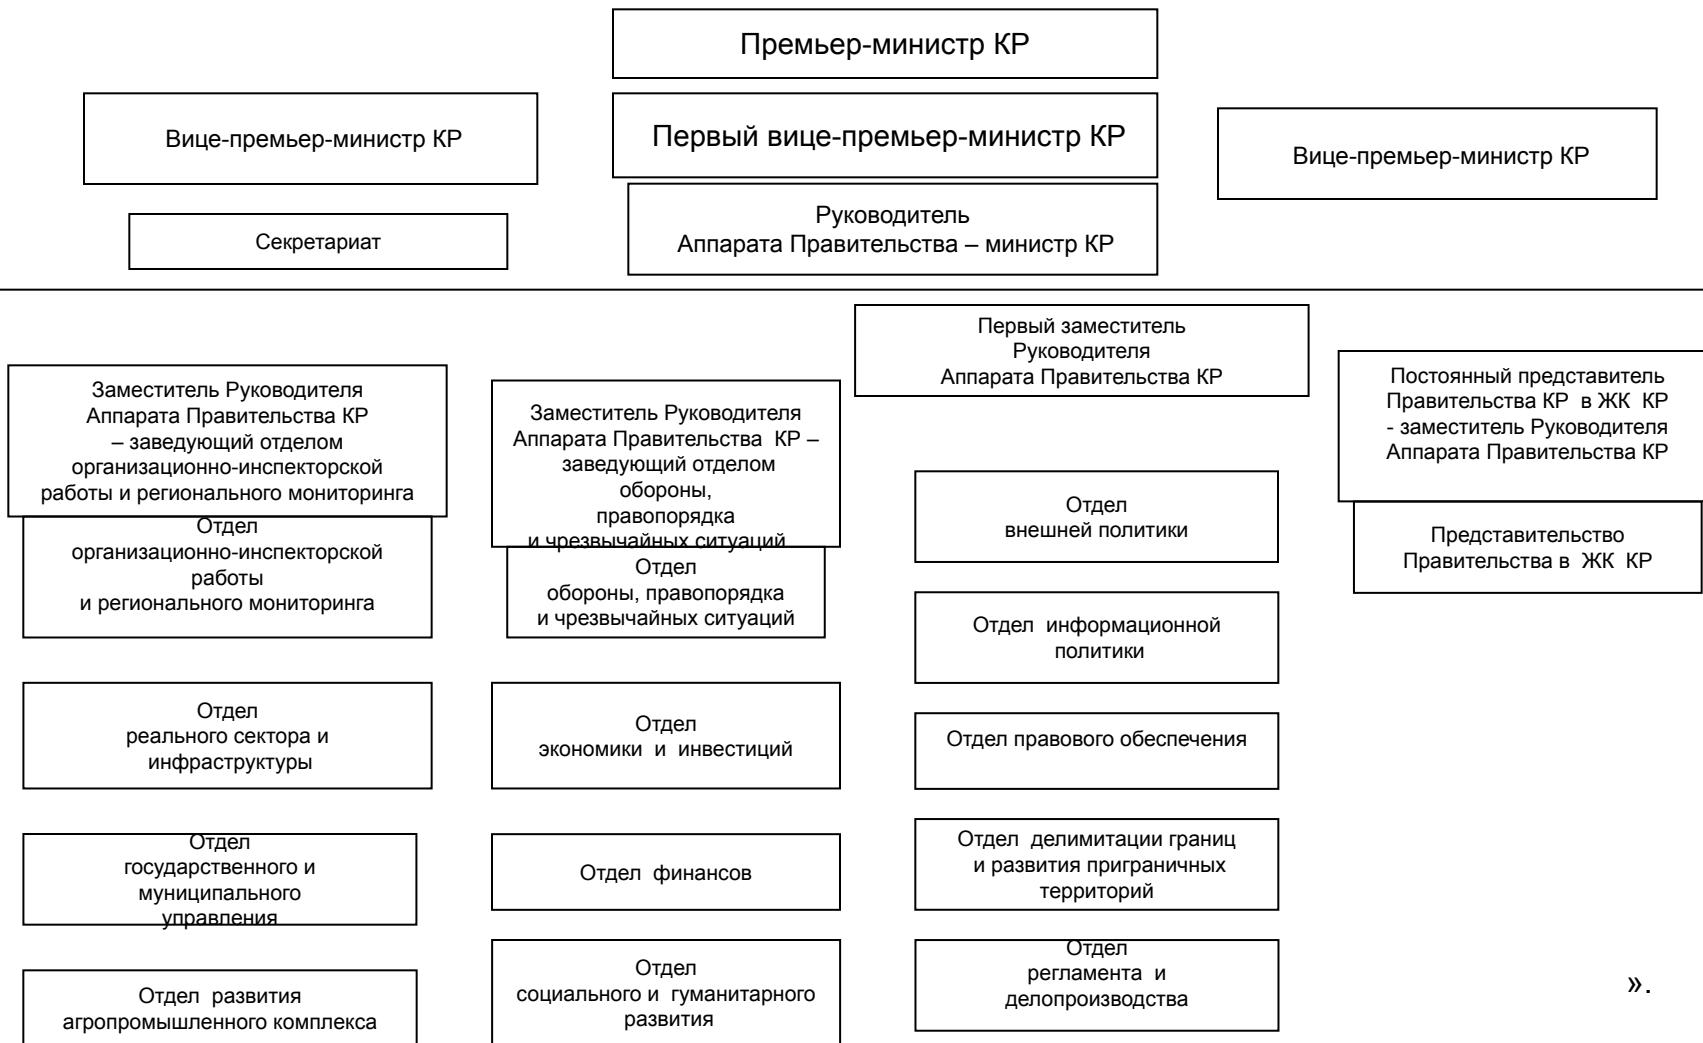 Премьер-министр КР
Вице-премьер-министр КР
Первый вице-премьер-министр КР
Вице-премьер-министр КР
Секретариат
Руководитель
Аппарата Правительства – министр КР
Заместитель Руководителя
Аппарата Правительства КР
– заведующий отделом
организационно-инспекторской
работы и регионального мониторинга
Отдел
организационно-инспекторской
работы
и регионального мониторинга
Отдел
реального сектора и
инфраструктуры
Отдел
государственного и
муниципального
управления
Отдел развития
агропромышленного комплекса
Заместитель Руководителя
Аппарата Правительства КР –
заведующий отделом
обороны,
правопорядка
и чрезвычайных ситуаций
Отдел
обороны, правопорядка
и чрезвычайных ситуаций
Отдел
экономики и инвестиций
Отдел финансов
Отдел
социального и гуманитарного
развития
Первый заместитель
Руководителя
Аппарата Правительства КР
Отдел
внешней политики
Отдел информационной
политики
Отдел правового обеспечения
Отдел делимитации границ
и развития приграничных
территорий
Отдел
регламента и
делопроизводства
Постоянный представитель
Правительства КР в ЖК КР
- заместитель Руководителя
Аппарата Правительства КР
Представительство
Правительства в ЖК КР
».